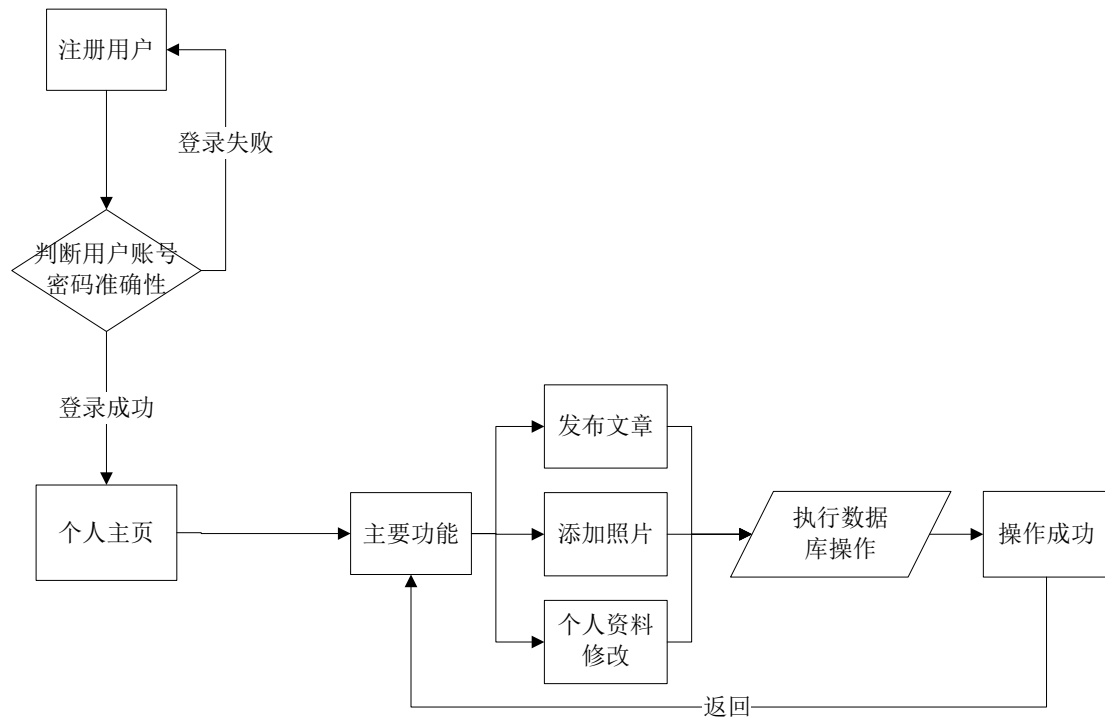 注册用户
登录失败
判断用户账号
密码准确性
登录成功
个人主页
主要功能
发布文章
添加照片
个人资料
修改
执行数据
库操作
操作成功
返回